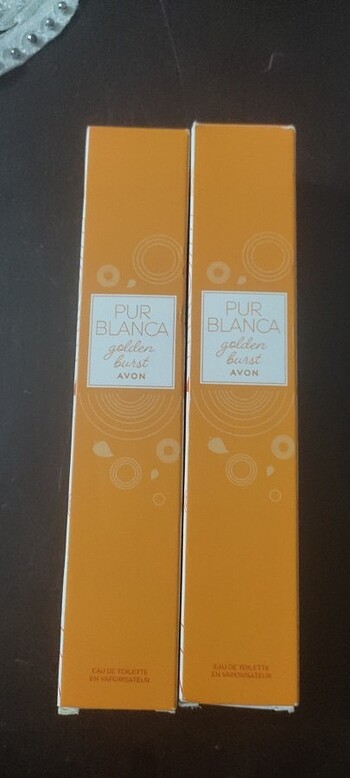 PUR
BLANCA
golden
burst
AVON
EAU DE TOILETTE
EN VAPORISATEUR
PUR
BLANCA
golden
burst
AVON
EAU DE TOILETTE
EN VAPORISATEUR